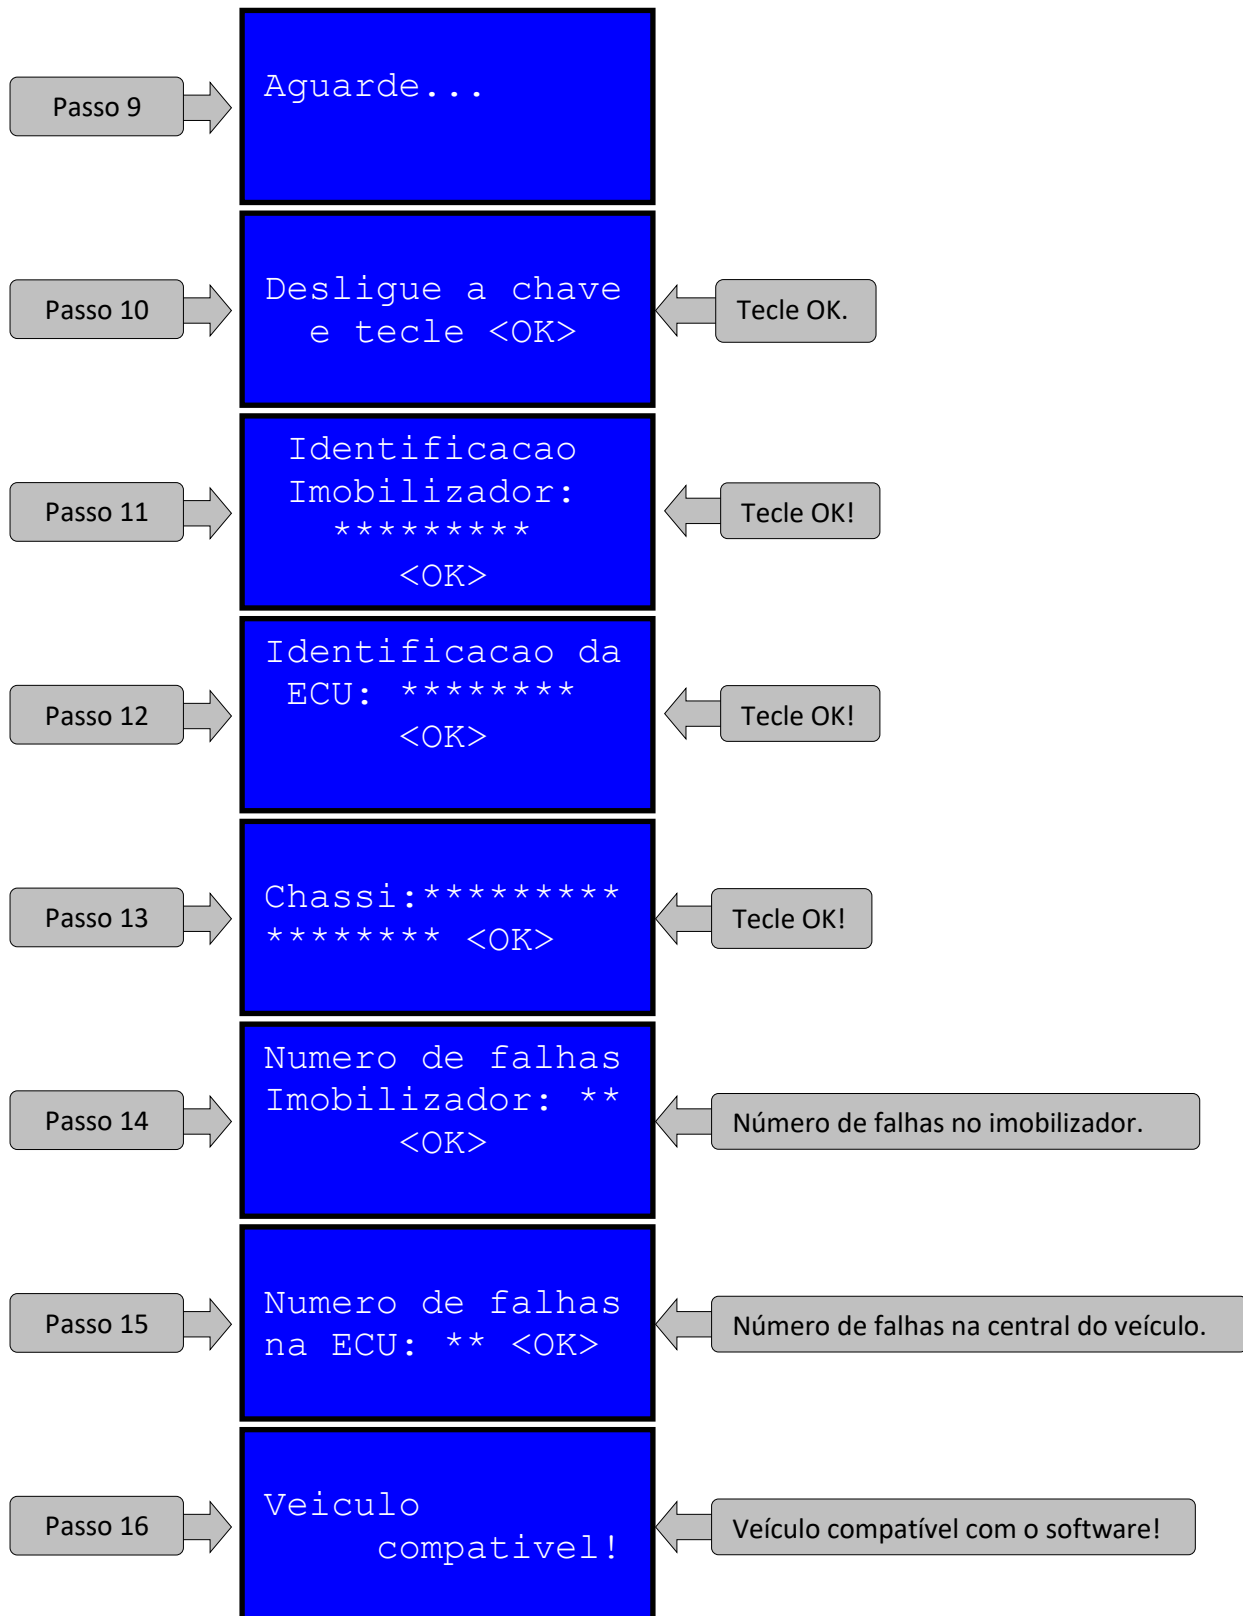 Passo 9
Aguarde...
Passo 10
Desligue a chave
e tecle <OK>
Tecle OK.
Passo 11
Identificacao
Imobilizador:
*********
<OK>
Tecle OK!
Passo 12
Identificacao da
ECU: ********
<OK>
Tecle OK!
Passo 13
Chassi:*********
******** <OK>
Tecle OK!
Passo 14
Numero de falhas
Imobilizador: **
<OK>
Número de falhas no imobilizador.
Passo 15
Numero de falhas
na ECU: ** <OK>
Número de falhas na central do veículo.
Passo 16
Veiculo
compativel!
Veículo compatível com o software!